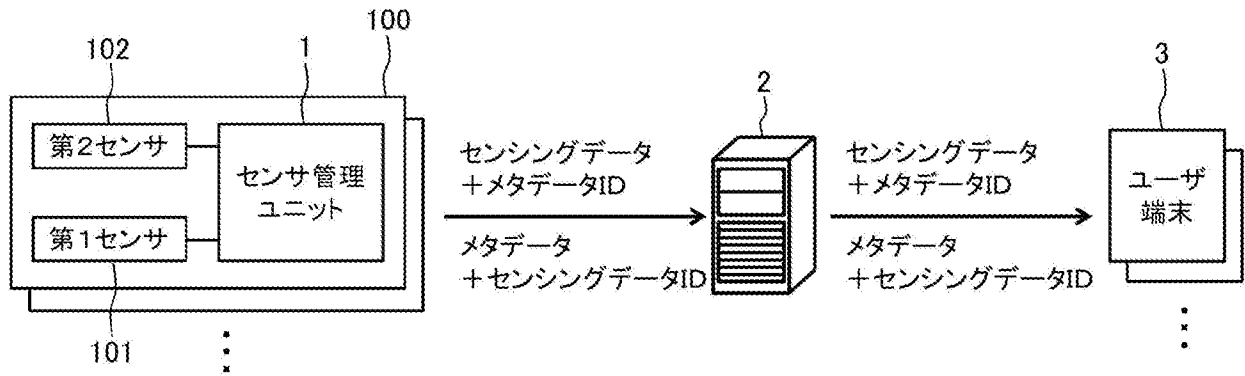 100
102
1
第2センサ
センサ管理
ユニット
第1センサ
101
センシングデータ
+メタデータID
メタデータ
+センシングデータID
2
センシングデータ
+メタデータID
メタデータ
+センシングデータID
3
ユーザ
端末